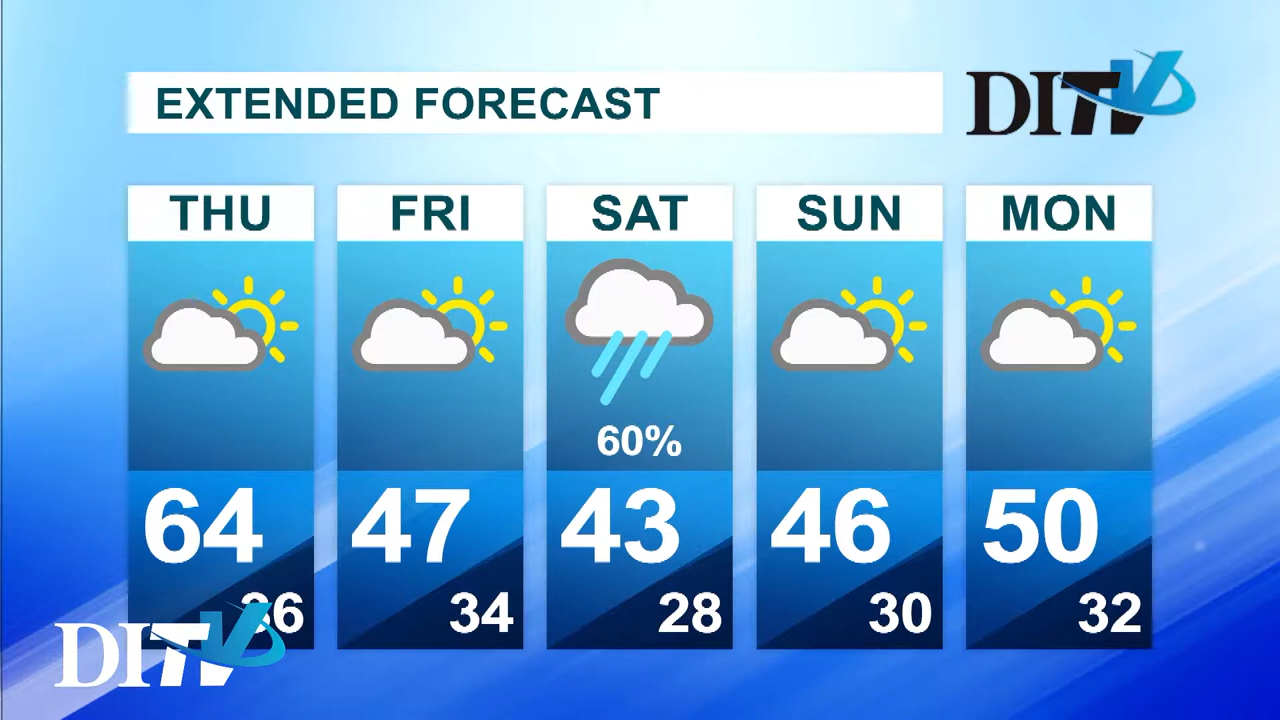 EXTENDED FORECAST
DITV
THU FRI SAT SUN MON
60%
64 47 43 46 50
36 34 28 30 32
DITV